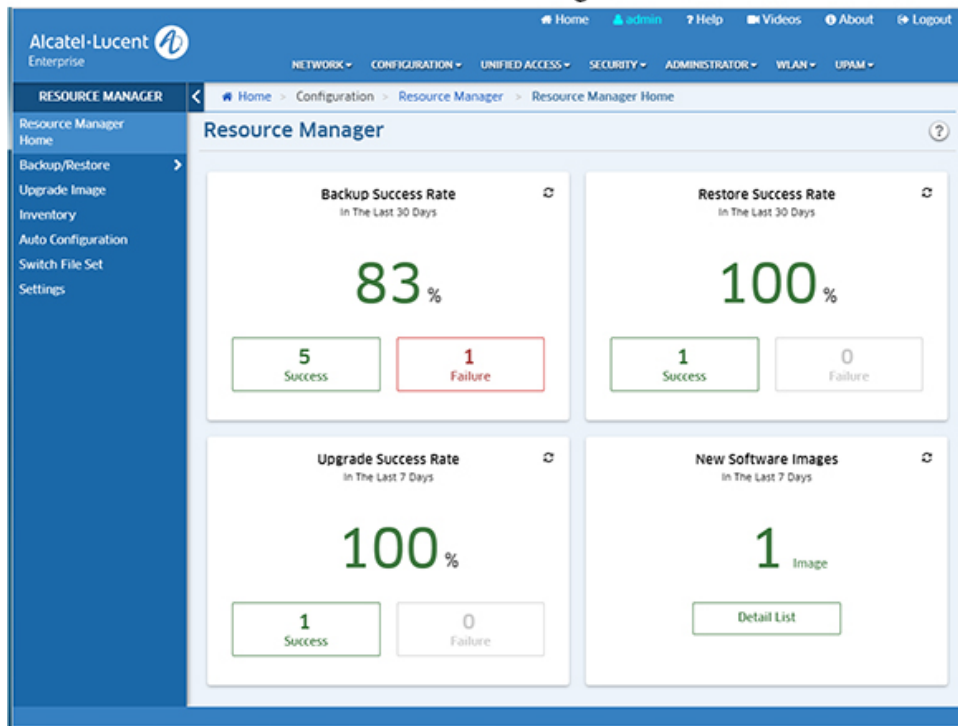 Home admin ? Help Videos About Logout
Alcatel·Lucent
Enterprise
NETWORK CONFIGURATION UNIFIED ACCESS SECURITY ADMINISTRATOR WLAN UPAM
RESOURCE MANAGER
Home > Configuration > Resource Manager > Resource Manager Home
Resource Manager
Home
Backup/Restore
Upgrade Image
Inventory
Auto Configuration
Switch File Set
Settings
Resource Manager
?
Backup Success Rate
In The Last 30 Days
83 %
5
Success
1
Failure
Restore Success Rate
In The Last 30 Days
100 %
1
Success
0
Failure
Upgrade Success Rate
In The Last 7 Days
100 %
1
Success
0
Failure
New Software Images
In The Last 7 Days
1 Image
Detail List